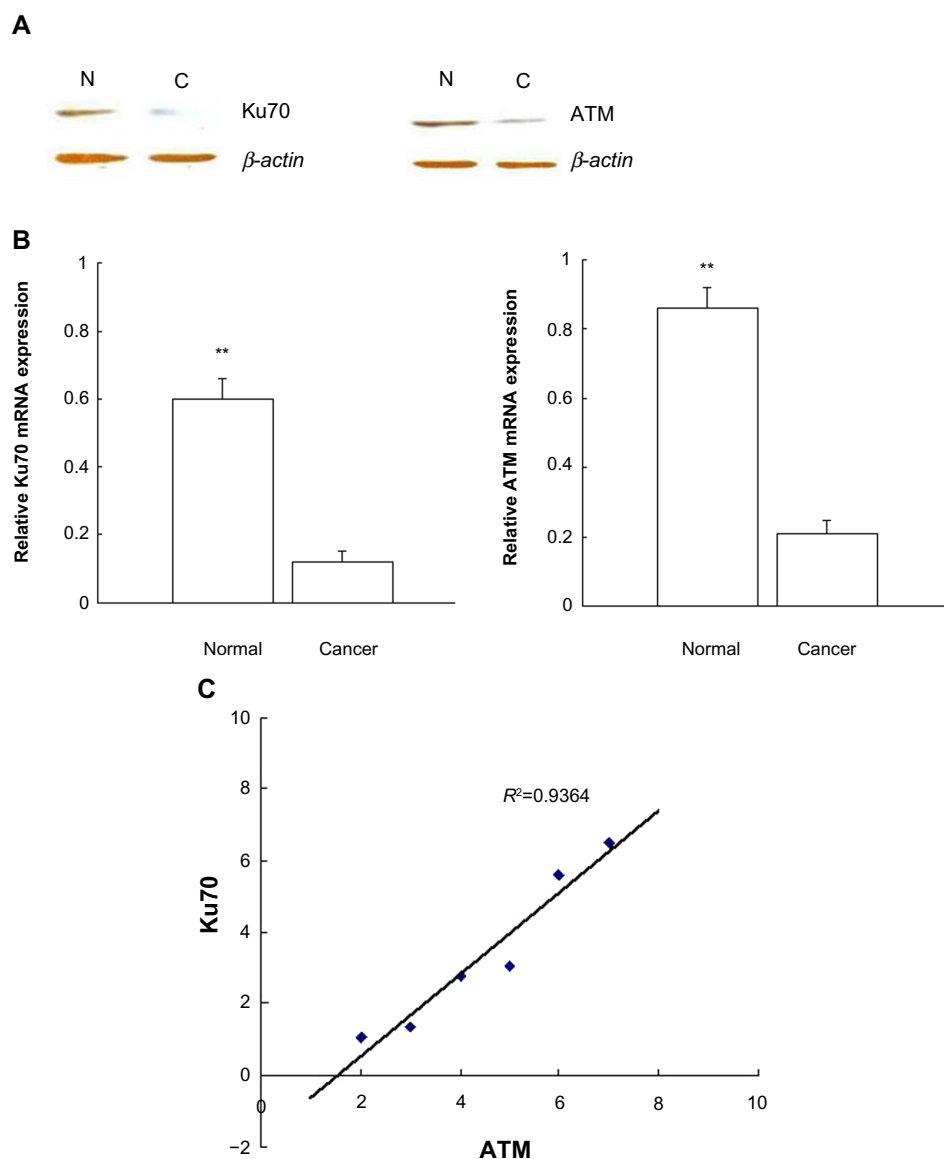 A
N C
Ku70
β-actin
N C
ATM
β-actin
B
Relative Ku70 mRNA expression
1
0.8
0.6
0.4
0.2
0
**
Normal Cancer
Relative ATM mRNA expression
1
0.8
0.6
0.4
0.2
0
**
Normal Cancer
C
Ku70
10
8
6
4
2
0
−2
R²=0.9364
0 2 4 6 8 10
ATM